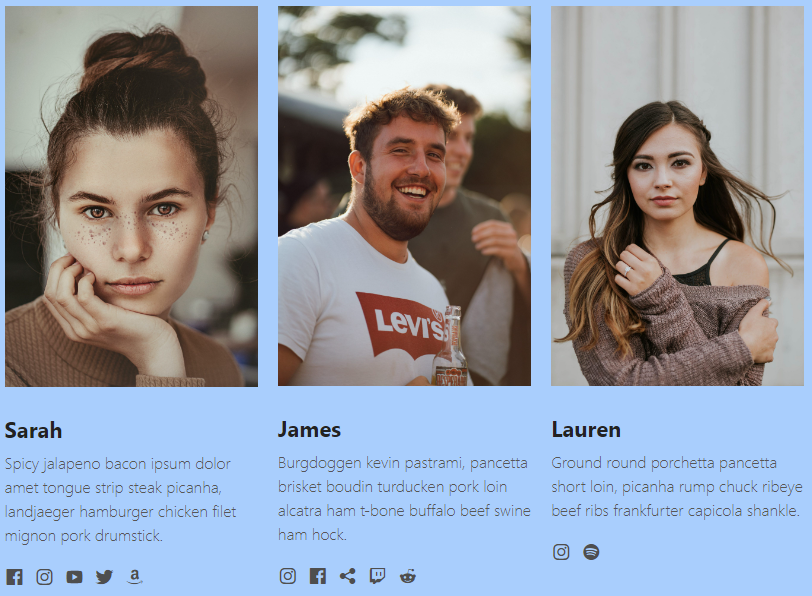 LEVI'S
Sarah
Spicy jalapeno bacon ipsum dolor
amet tongue strip steak picanha,
landjaeger hamburger chicken filet
mignon pork drumstick.
James
Burgdoggen kevin pastrami, pancetta
brisket boudin turducken pork loin
alcatra ham t-bone buffalo beef swine
ham hock.
Lauren
Ground round porchetta pancetta
short loin, picanha rump chuck ribeye
beef ribs frankfurter capicola shankle.